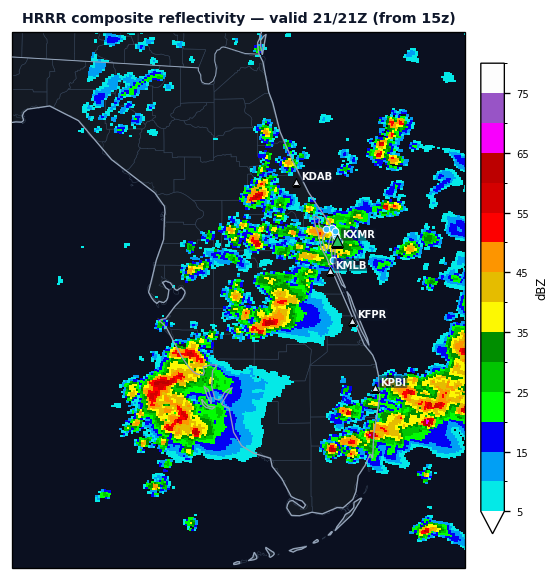 HRRR composite reflectivity — valid 21/21Z (from 15z)
75
65
55
45
35
25
15
5
dBZ
KDAB
KXMR
KMLB
KFPR
KPBI